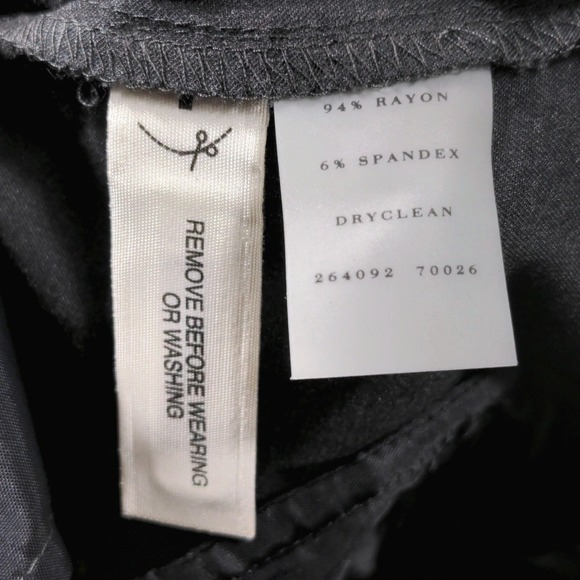 REMOVE BEFORE WEARING
OR WASHING
94% RAYON
6% SPANDEX
DRYCLEAN
264092 70026